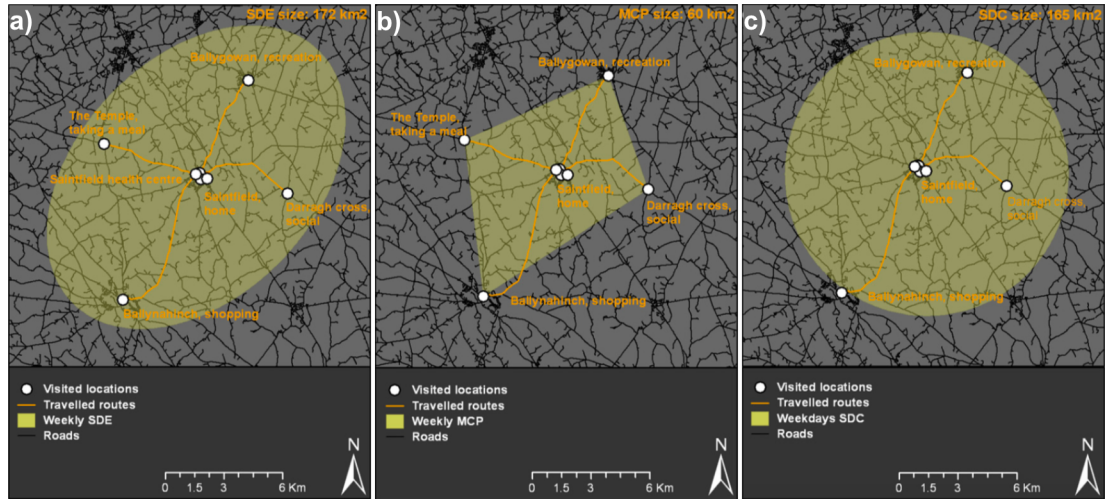 a)
SDE size: 172 km2
Ballygowan, recreation
The Temple,
taking a meal
Saintfield health centre
Saintfield,
home
Darragh cross,
social
Ballynahinch, shopping
Visited locations
Travelled routes
Weekly SDE
Roads
N
0 1.5 3 6 Km
b)
MCP size: 60 km2
Ballygowan, recreation
The Temple,
taking a meal
Saintfield,
home
Darragh cross,
social
Ballynahinch, shopping
Visited locations
Travelled routes
Weekly MCP
Roads
N
0 1.5 3 6 Km
c)
SDC size: 165 km2
Ballygowan, recreation
Saintfield,
home
Darragh cross,
social
Ballynahinch, shopping
Visited locations
Travelled routes
Weekdays SDC
Roads
N
0 1.5 3 6 Km